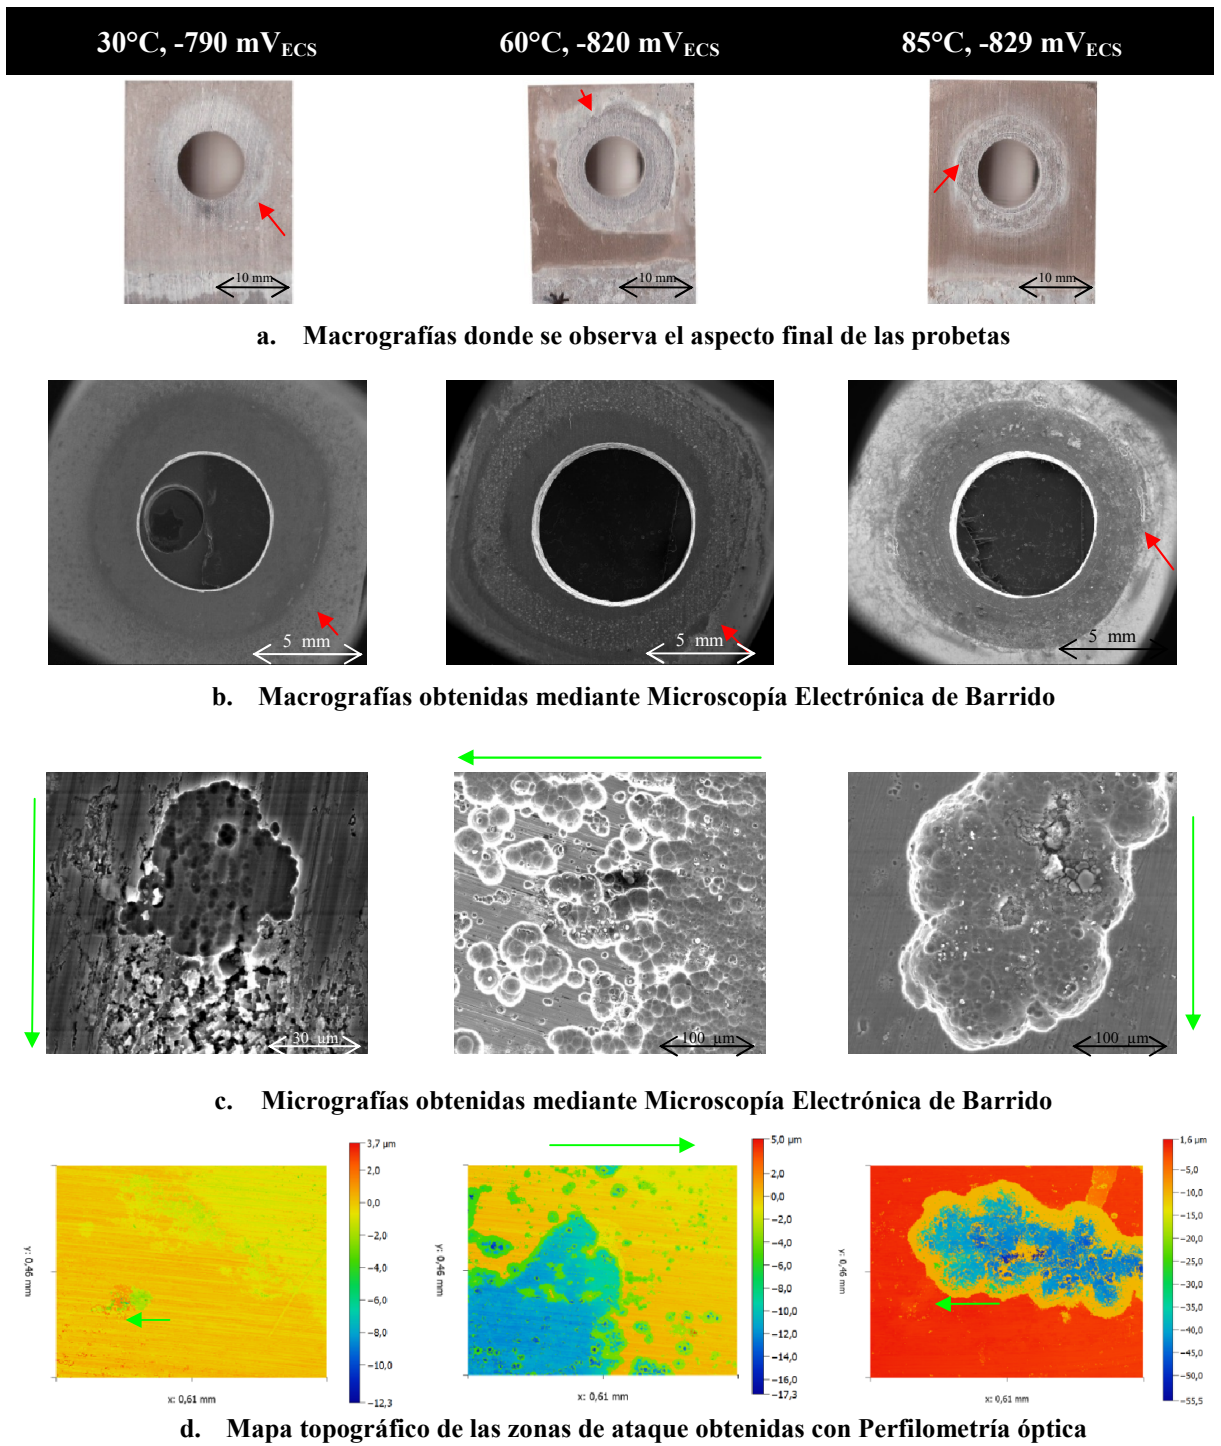 30°C, -790 mV_ECS 60°C, -820 mV_ECS 85°C, -829 mV_ECS
10 mm 10 mm 10 mm
a. Macrografías donde se observa el aspecto final de las probetas
5 mm 5 mm 5 mm
b. Macrografías obtenidas mediante Microscopía Electrónica de Barrido
30 µm 100 µm 100 µm
c. Micrografías obtenidas mediante Microscopía Electrónica de Barrido
3,7 µm
2,0
0,0
−2,0
−4,0
−6,0
−8,0
−10,0
−12,3
y: 0,46 mm
x: 0,61 mm
5,0 µm
2,0
0,0
−2,0
−4,0
−6,0
−8,0
−10,0
−12,0
−14,0
−16,0
−17,3
y: 0,46 mm
x: 0,61 mm
1,6 µm
−5,0
−10,0
−15,0
−20,0
−25,0
−30,0
−35,0
−40,0
−45,0
−50,0
−55,5
y: 0,46 mm
x: 0,61 mm
d. Mapa topográfico de las zonas de ataque obtenidas con Perfilometría óptica